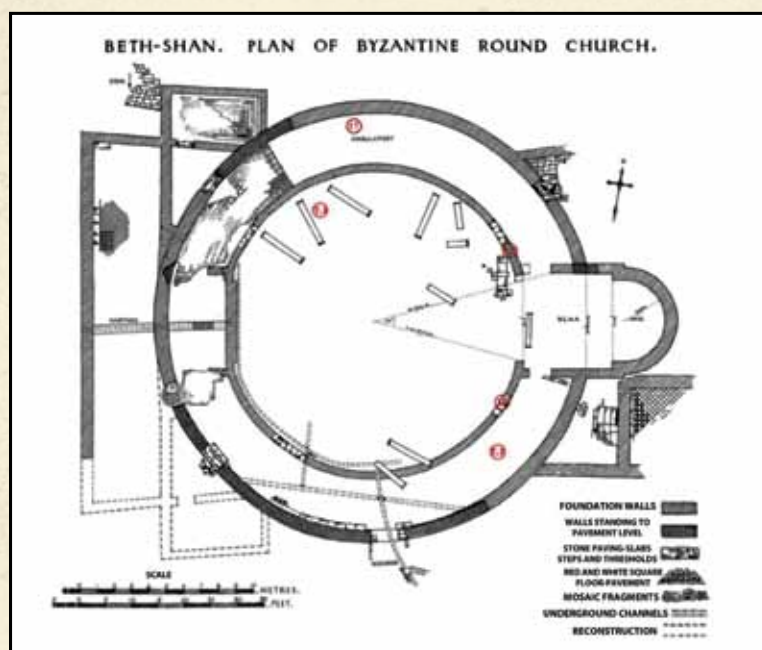 BETH-SHAN. PLAN OF BYZANTINE ROUND CHURCH.
AMBULATORY
FOUNDATION WALLS
WALLS STANDING TO
PAVEMENT LEVEL
STONE PAVING-SLABS
STEPS AND THRESHOLDS
RED AND WHITE SQUARE
FLOOR-PAVEMENT
MOSAIC FRAGMENTS
UNDERGROUND CHANNELS
RECONSTRUCTION
SCALE
METRES.
FEET.